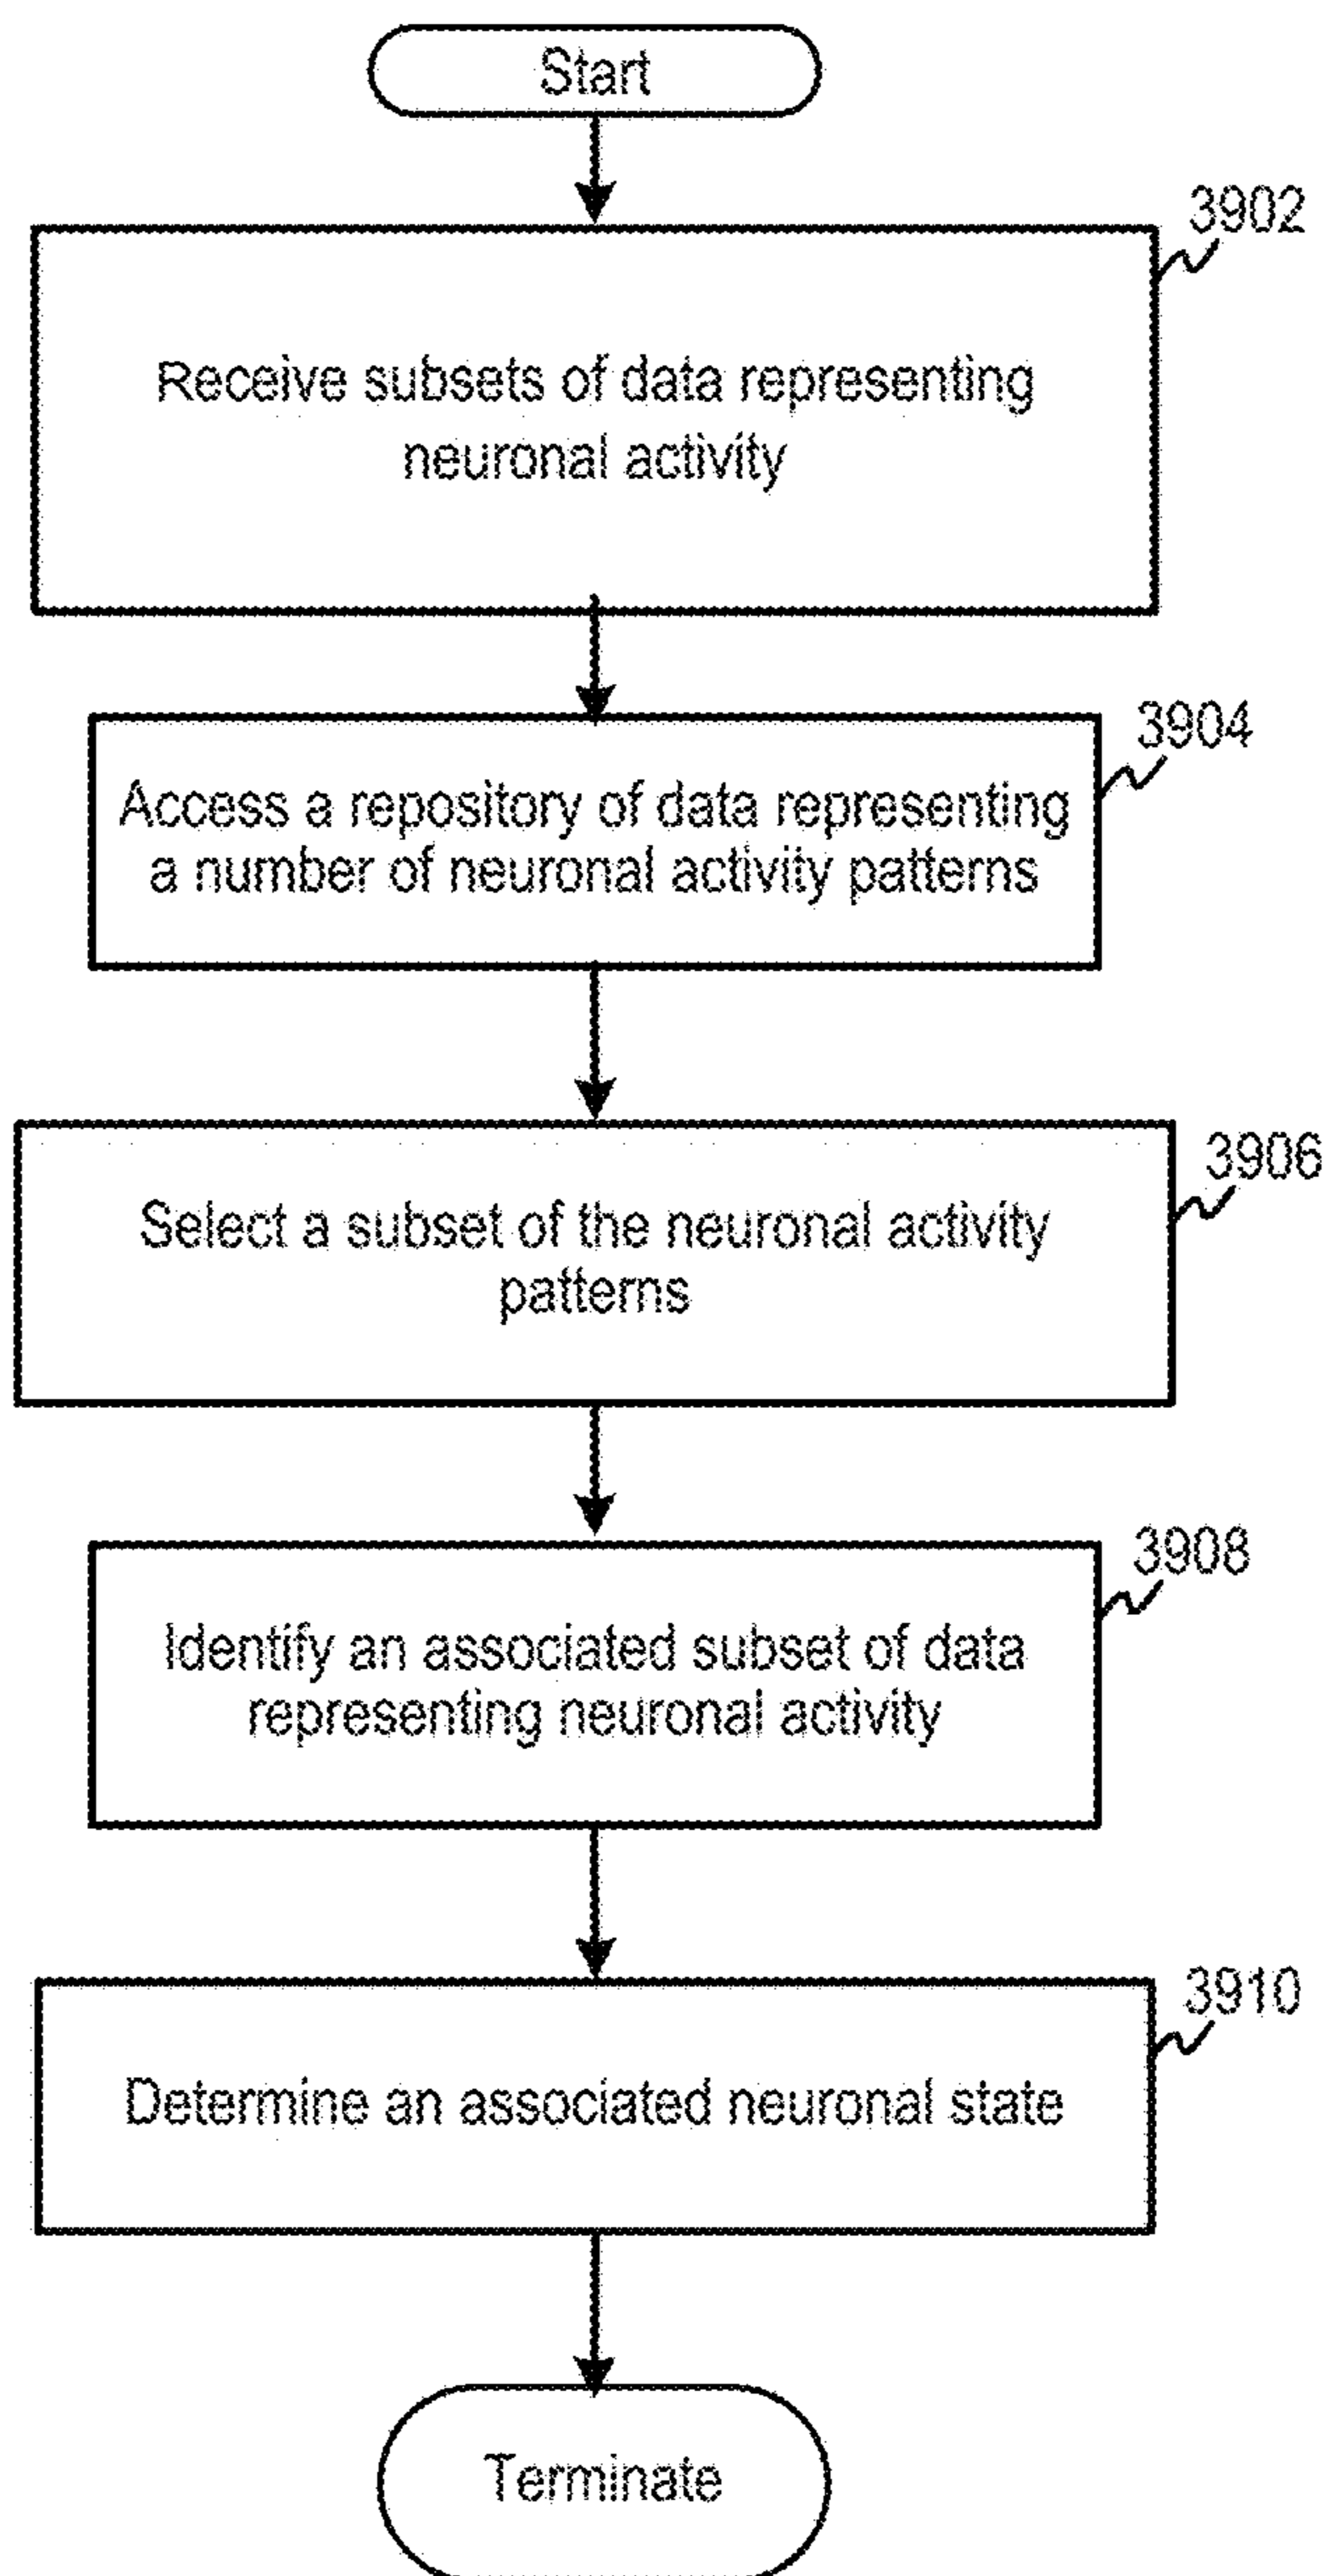 Start
3902
Receive subsets of data representing
neuronal activity
3904
Access a repository of data representing
a number of neuronal activity patterns
3906
Select a subset of the neuronal activity
patterns
3908
Identify an associated subset of data
representing neuronal activity
3910
Determine an associated neuronal state
Terminate